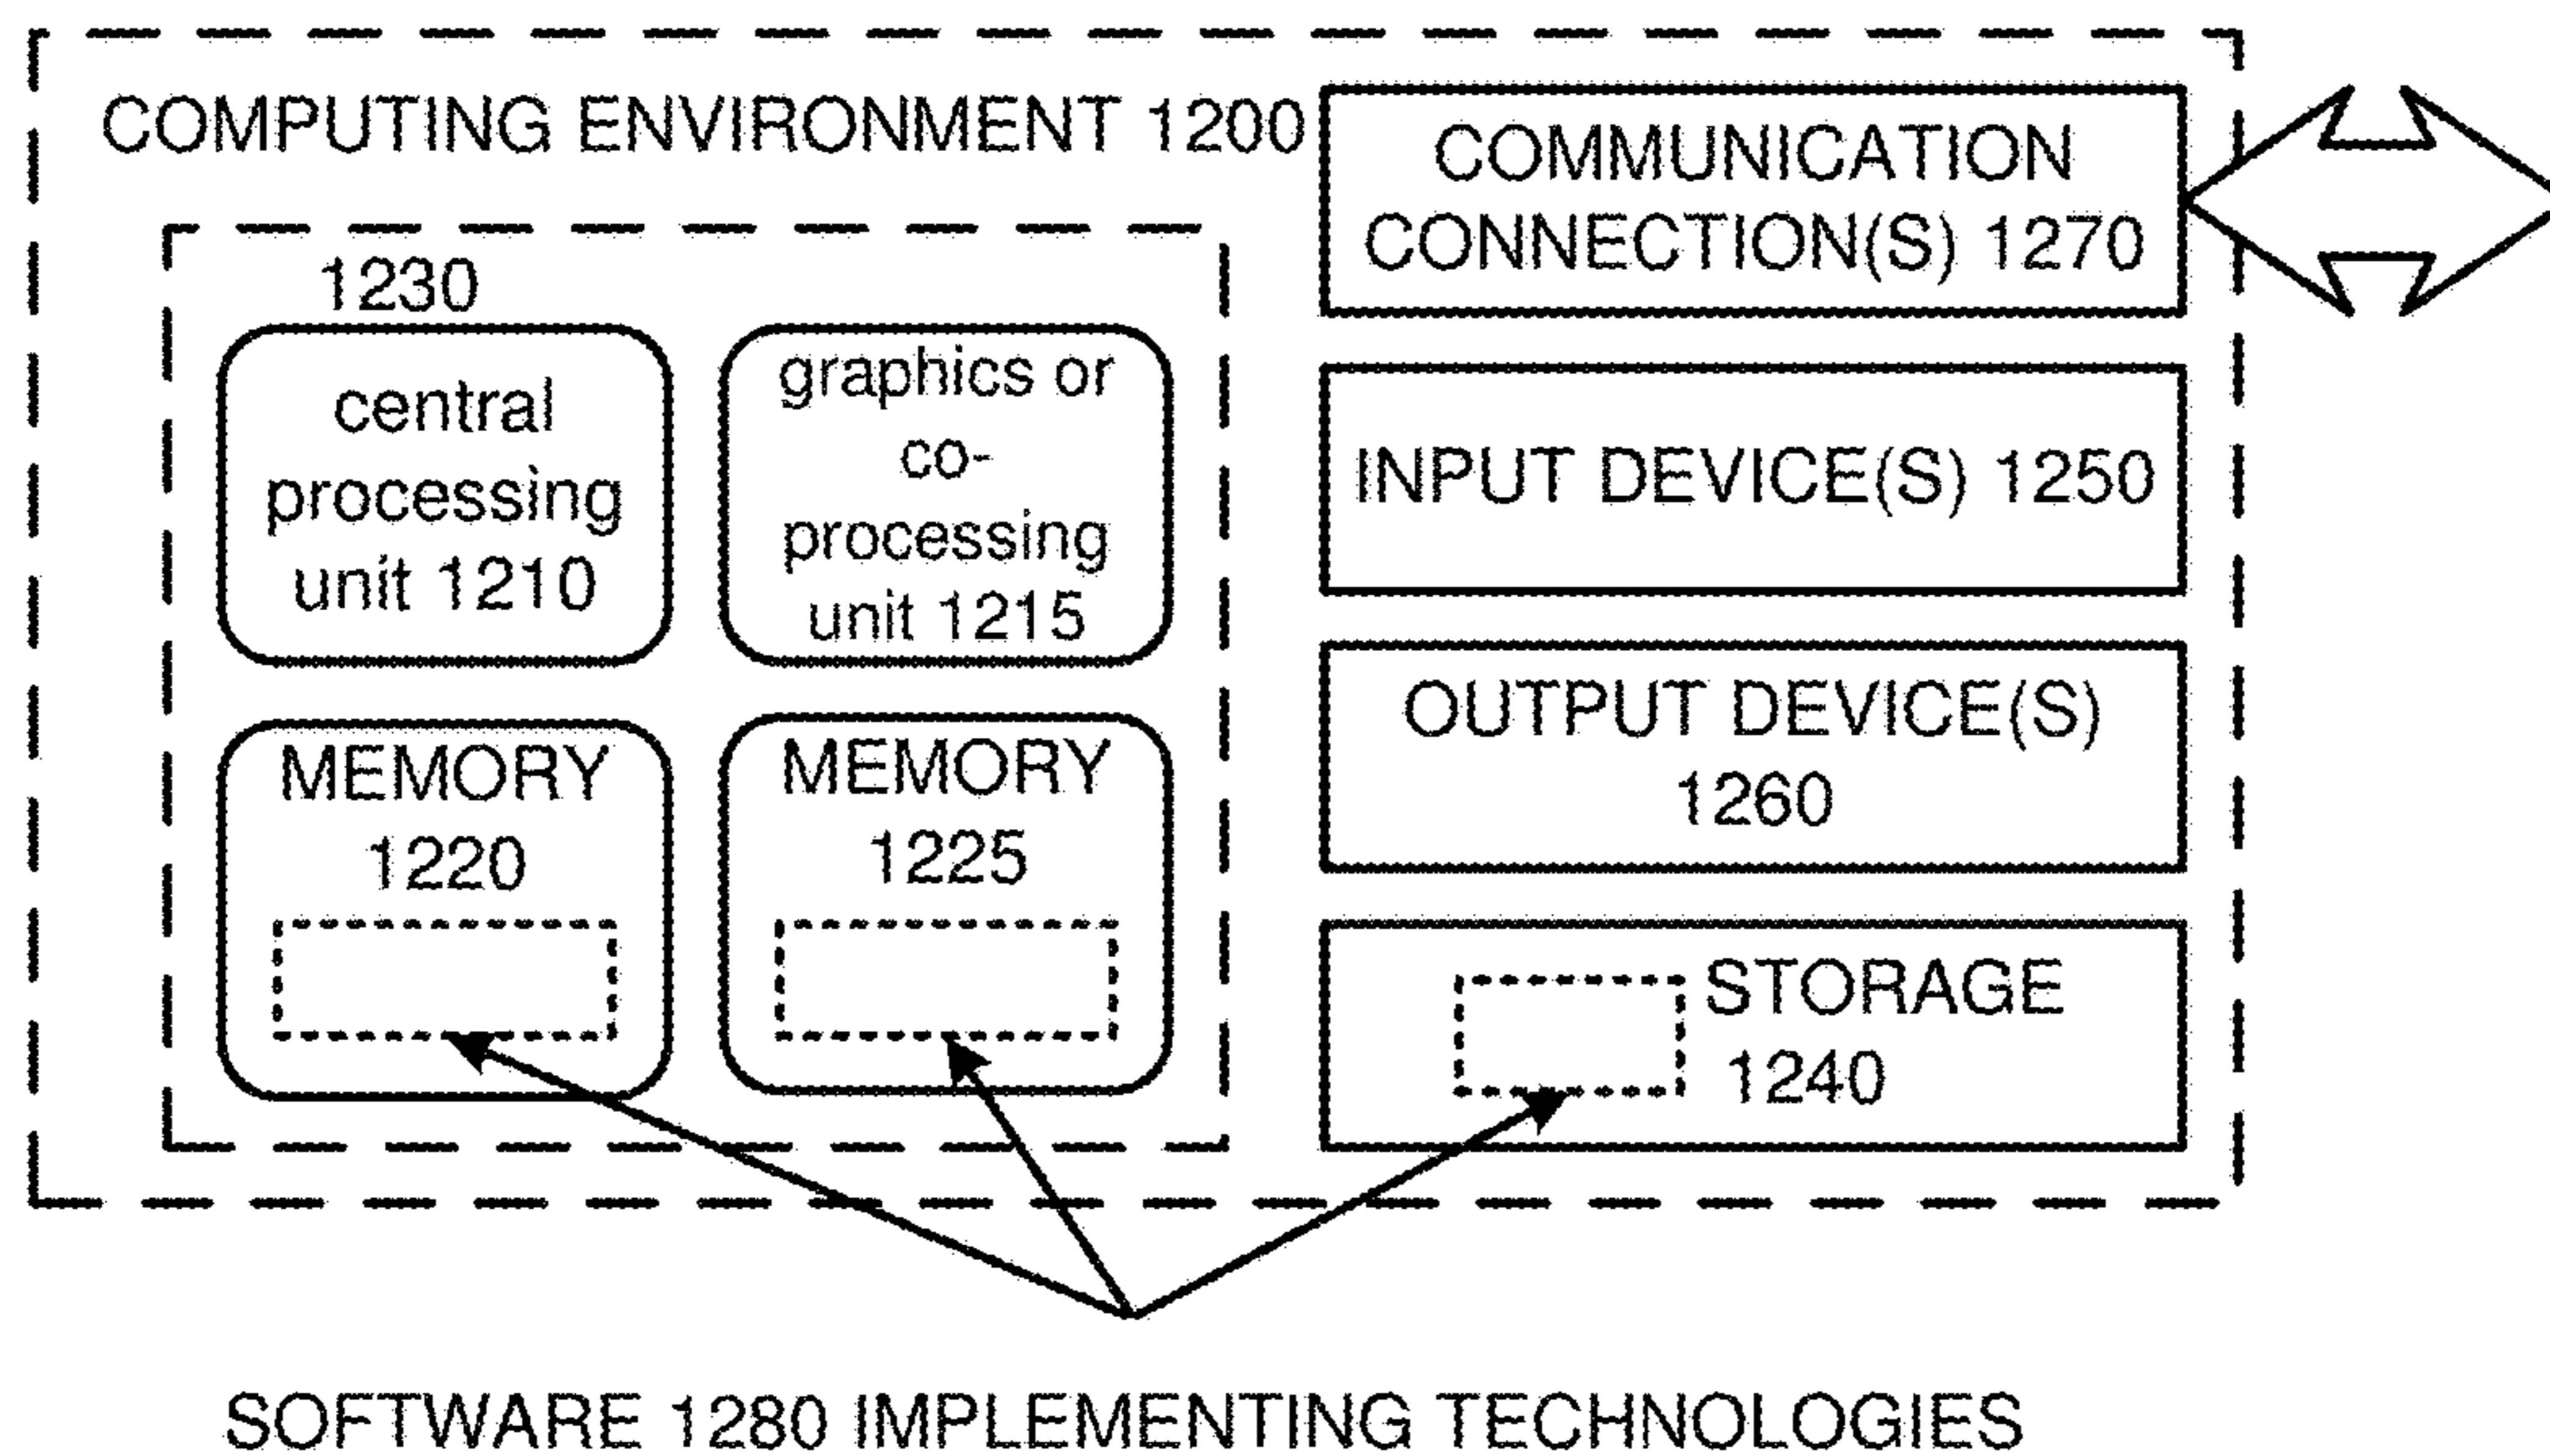 COMPUTING ENVIRONMENT 1200
1230
central
processing
unit 1210
graphics or
co-
processing
unit 1215
MEMORY
1220
MEMORY
1225
COMMUNICATION
CONNECTION(S) 1270
INPUT DEVICE(S) 1250
OUTPUT DEVICE(S)
1260
STORAGE
1240
SOFTWARE 1280 IMPLEMENTING TECHNOLOGIES